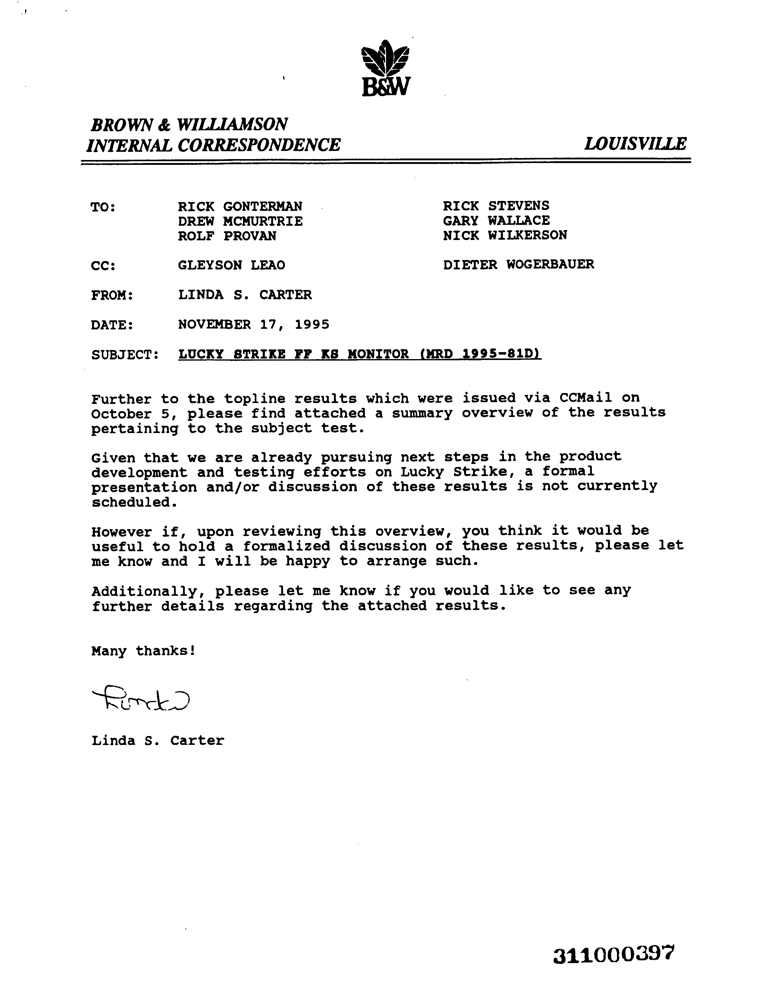 B&W
BROWN & WILLIAMSON
INTERNAL CORRESPONDENCE LOUISVILLE
TO: RICK GONTERMAN RICK STEVENS
DREW MCMURTRIE GARY WALLACE
ROLF PROVAN NICK WILKERSON
CC: GLEYSON LEAO DIETER WOGERBAUER
FROM: LINDA S. CARTER
DATE: NOVEMBER 17, 1995
SUBJECT: LUCKY STRIKE FF KS MONITOR (MRD 1995-81D)
Further to the topline results which were issued via CCMail on
October 5, please find attached a summary overview of the results
pertaining to the subject test.
Given that we are already pursuing next steps in the product
development and testing efforts on Lucky Strike, a formal
presentation and/or discussion of these results is not currently
scheduled.
However if, upon reviewing this overview, you think it would be
useful to hold a formalized discussion of these results, please let
me know and I will be happy to arrange such.
Additionally, please let me know if you would like to see any
further details regarding the attached results.
Many thanks!
Linda
Linda S. Carter
311000397